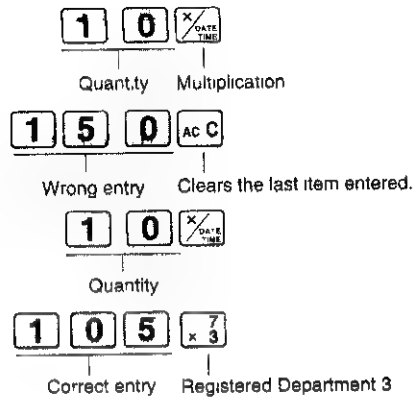 1 0 ×/DATE TIME
Quant.ty Multiplication
1 5 0 AC C
Wrong entry Clears the last item entered.
1 0 ×/DATE TIME
Quantity
1 0 5 × 7 3
Correct entry Registered Department 3